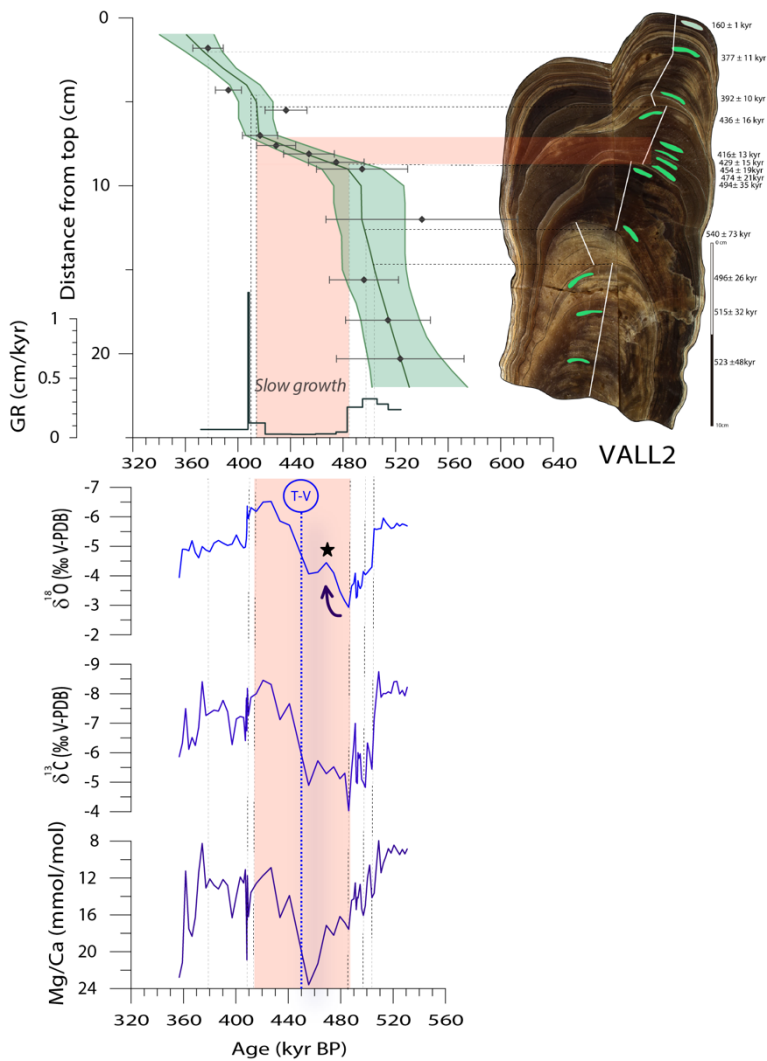 0
10
20
Distance from top (cm)
1
0.5
0
GR (cm/kyr)
Slow growth
320 360 400 440 480 520 560 600 640
160 ± 1 kyr
377 ± 11 kyr
392 ± 10 kyr
436 ± 16 kyr
416± 13 kyr
429 ± 15 kyr
454 ± 19kyr
474 ± 21kyr
494± 35 kyr
540 ± 73 kyr
0 cm
496± 26 kyr
515± 32 kyr
523 ±48kyr
10cm
VALL2
-7
-6
-5
-4
-3
-2
δ18O (‰ V-PDB)
T-V
-9
-8
-7
-6
-5
-4
δ13C (‰ V-PDB)
8
12
16
20
24
Mg/Ca (mmol/mol)
320 360 400 440 480 520 560
Age (kyr BP)